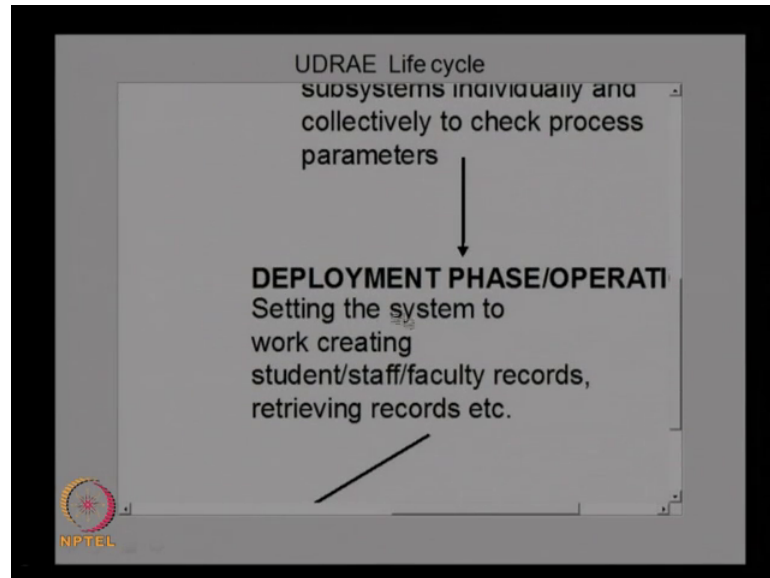 UDRAE Life cycle
subsystems individually and
collectively to check process
parameters
DEPLOYMENT PHASE/OPERATI
Setting the system to
work creating
student/staff/faculty records,
retrieving records etc.
NPTEL